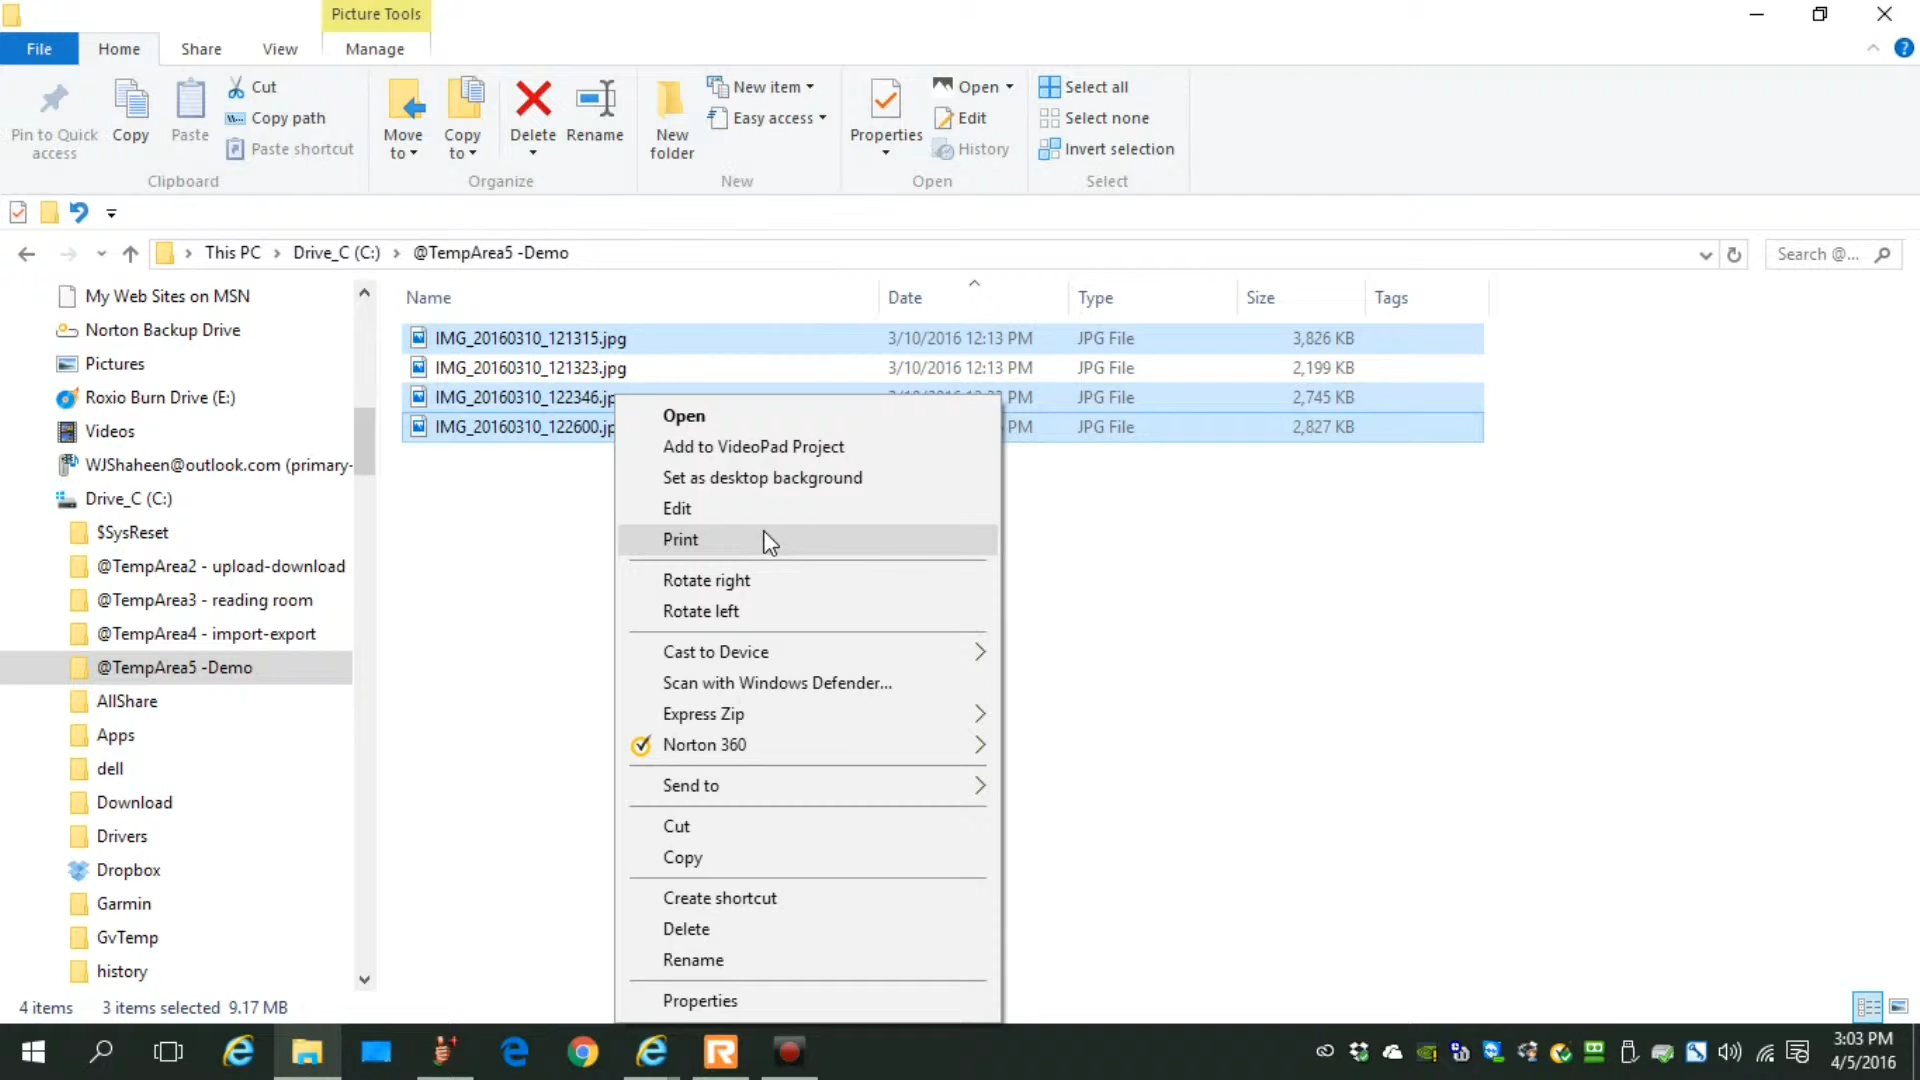 Picture Tools
File
Home
Share
View
Manage
Pin to Quick access
Copy
Paste
Cut
Copy path
Paste shortcut
Clipboard
Move to
Copy to
Delete
Rename
Organize
New folder
New item
Easy access
New
Properties
Open
Edit
History
Open
Select all
Select none
Invert selection
Select
This PC
Drive_C (C:)
@TempArea5 -Demo
Search @...
My Web Sites on MSN
Norton Backup Drive
Pictures
Roxio Burn Drive (E:)
Videos
WJShaheen@outlook.com (primary-
Drive_C (C:)
$SysReset
@TempArea2 - upload-download
@TempArea3 - reading room
@TempArea4 - import-export
@TempArea5 -Demo
AllShare
Apps
dell
Download
Drivers
Dropbox
Garmin
GvTemp
history
Name Date Type Size Tags
IMG_20160310_121315.jpg 3/10/2016 12:13 PM JPG File 3,826 KB
IMG_20160310_121323.jpg 3/10/2016 12:13 PM JPG File 2,199 KB
IMG_20160310_122346.jp PM JPG File 2,745 KB
IMG_20160310_122600.jp PM JPG File 2,827 KB
Open
Add to VideoPad Project
Set as desktop background
Edit
Print
Rotate right
Rotate left
Cast to Device
Scan with Windows Defender...
Express Zip
Norton 360
Send to
Cut
Copy
Create shortcut
Delete
Rename
Properties
4 items 3 items selected 9.17 MB
3:03 PM
4/5/2016